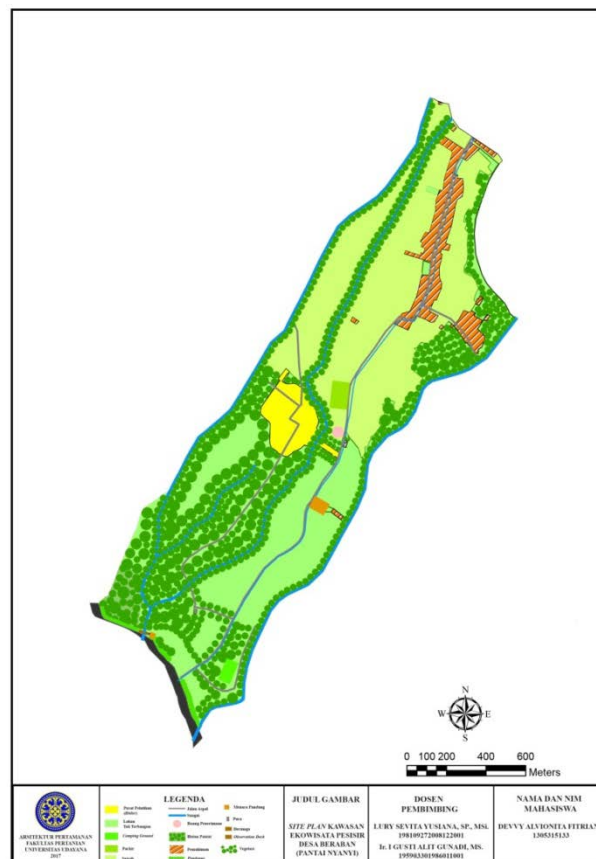 N
W E
S
0 100 200 400 600
Meters
ARSITEKTUR PERTAMANAN
FAKULTAS PERTANIAN
UNIVERSITAS UDAYANA
2017
LEGENDA
Pusat Pelatihan
Lahan
Tak Terbangun
Camping Ground
Parkir
Sawah
Jalan Aspal
Sungai
Ruang Penerimaan
Hutan Pantai
Permukiman
Menara Pandang
Pura
Dermaga
Observation Deck
Vegetasi
JUDUL GAMBAR
SITE PLAN KAWASAN
EKOWISATA PESISIR
DESA BERABAN
(PANTAI NYANYI)
DOSEN
PEMBIMBING
LURY SEVITA YUSIANA, SP., MSI.
198109272008122001
Ir. I GUSTI ALIT GUNADI, MS.
195903301986011001
NAMA DAN NIM
MAHASISWA
DEVVY ALVIONITA FITRIAN
1305315133